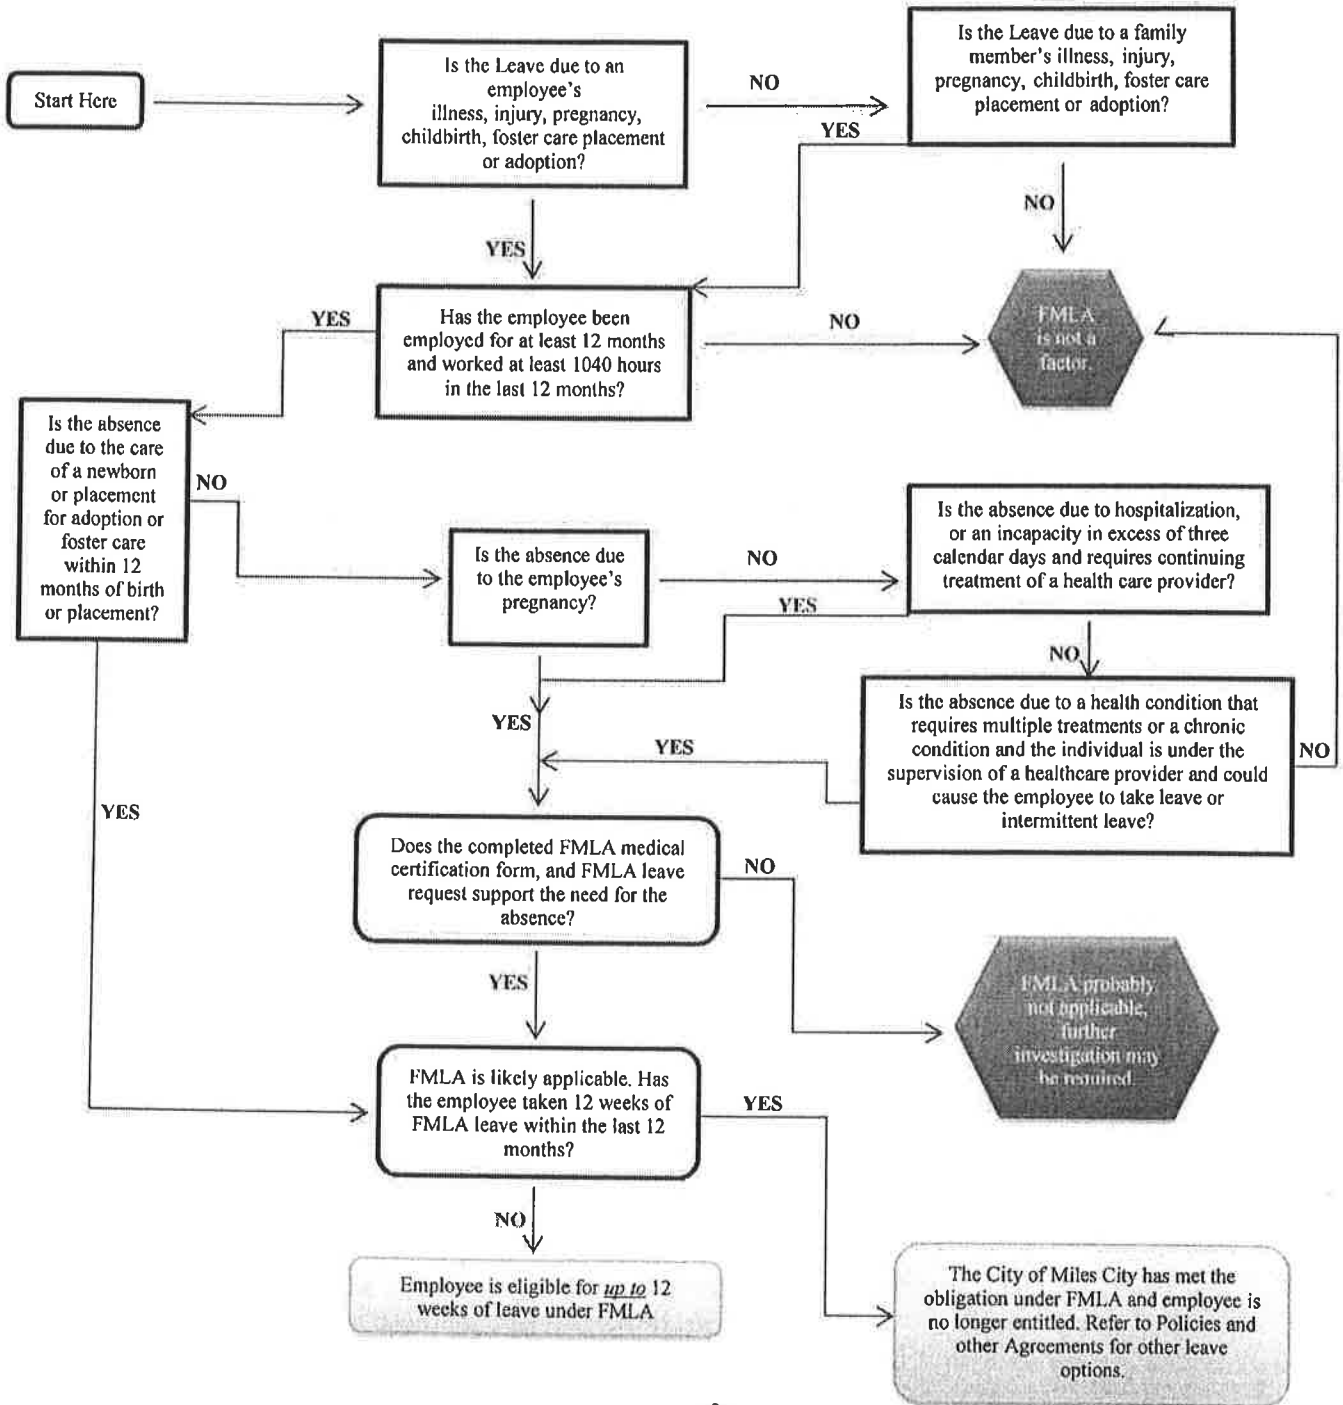 Start Here
Is the Leave due to an
employee's
illness, injury, pregnancy,
childbirth, foster care placement
or adoption?
NO
Is the Leave due to a family
member's illness, injury,
pregnancy, childbirth, foster care
placement or adoption?
YES
NO
YES
Has the employee been
employed for at least 12 months
and worked at least 1040 hours
in the last 12 months?
YES
NO
FMLA
is not a
factor.
Is the absence
due to the care
of a newborn
or placement
for adoption or
foster care
within 12
months of birth
or placement?
NO
Is the absence due
to the employee's
pregnancy?
NO
Is the absence due to hospitalization,
or an incapacity in excess of three
calendar days and requires continuing
treatment of a health care provider?
YES
NO
YES
Is the absence due to a health condition that
requires multiple treatments or a chronic
condition and the individual is under the
supervision of a healthcare provider and could
cause the employee to take leave or
intermittent leave?
YES
NO
YES
Does the completed FMLA medical
certification form, and FMLA leave
request support the need for the
absence?
NO
YES
FMLA probably
not applicable,
further
investigation may
be required.
FMLA is likely applicable. Has
the employee taken 12 weeks of
FMLA leave within the last 12
months?
YES
NO
Employee is eligible for up to 12
weeks of leave under FMLA
The City of Miles City has met the
obligation under FMLA and employee is
no longer entitled. Refer to Policies and
other Agreements for other leave
options.